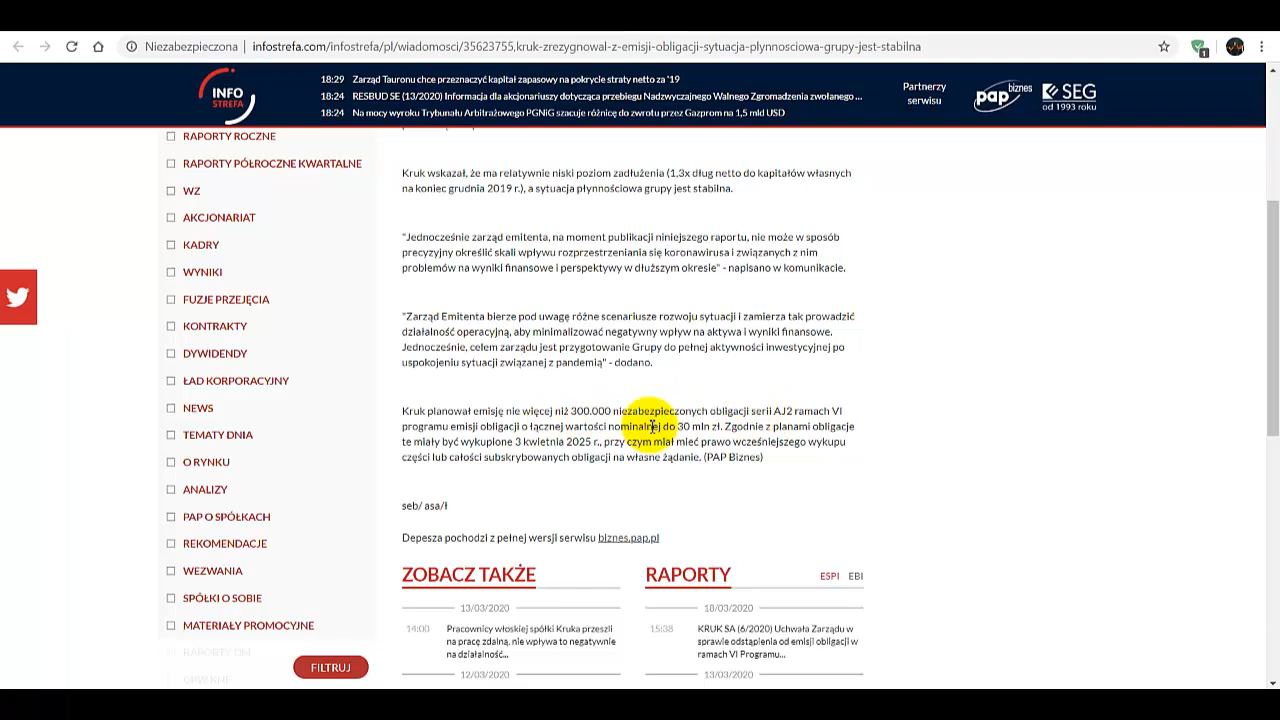 Niezabezpieczona
infostrefa.com/infostrefa/pl/wiadomosci/35623755,kruk-zrezygnowal-z-emisji-obligacji-sytuacja-plynnosciowa-grupy-jest-stabilna
1
INFO
STREFA
18:29 Zarząd Tauronu chce przeznaczyć kapitał zapasowy na pokrycie straty netto za '19
18:24 RESBUD SE (13/2020) Informacja dla akcjonariuszy dotycząca przebiegu Nadzwyczajnego Walnego Zgromadzenia zwołanego ...
18:24 Na mocy wyroku Trybunału Arbitrażowego PGNiG szacuje różnicę do zwrotu przez Gazprom na 1,5 mld USD
Partnerzy
serwisu
pap biznes
SEG
od 1993 roku
RAPORTY ROCZNE
RAPORTY PÓŁROCZNE KWARTALNE
WZ
AKCJONARIAT
KADRY
WYNIKI
FUZJE PRZEJĘCIA
KONTRAKTY
DYWIDENDY
ŁAD KORPORACYJNY
NEWS
TEMATY DNIA
O RYNKU
ANALIZY
PAP O SPÓŁKACH
REKOMENDACJE
WEZWANIA
SPÓŁKI O SOBIE
MATERIAŁY PROMOCYJNE
RAPORTY DM
GPW KNF
FILTRUJ
Kruk wskazał, że ma relatywnie niski poziom zadłużenia (1,3x dług netto do kapitałów własnych
na koniec grudnia 2019 r.), a sytuacja płynnościowa grupy jest stabilna.
"Jednocześnie zarząd emitenta, na moment publikacji niniejszego raportu, nie może w sposób
precyzyjny określić skali wpływu rozprzestrzeniania się koronawirusa i związanych z nim
problemów na wyniki finansowe i perspektywy w dłuższym okresie" - napisano w komunikacie.
"Zarząd Emitenta bierze pod uwagę różne scenariusze rozwoju sytuacji i zamierza tak prowadzić
działalność operacyjną, aby minimalizować negatywny wpływ na aktywa i wyniki finansowe.
Jednocześnie, celem zarządu jest przygotowanie Grupy do pełnej aktywności inwestycyjnej po
uspokojeniu sytuacji związanej z pandemią" - dodano.
Kruk planował emisję nie więcej niż 300.000 niezabezpieczonych obligacji serii AJ2 ramach VI
programu emisji obligacji o łącznej wartości nominalnej do 30 mln zł. Zgodnie z planami obligacje
te miały być wykupione 3 kwietnia 2025 r., przy czym miał mieć prawo wcześniejszego wykupu
części lub całości subskrybowanych obligacji na własne żądanie. (PAP Biznes)
seb/ asa/ł
Depesza pochodzi z pełnej wersji serwisu biznes.pap.pl
ZOBACZ TAKŻE
13/03/2020
14:00 Pracownicy włoskiej spółki Kruka przeszli
na pracę zdalną, nie wpływa to negatywnie
na działalność...
12/03/2020
RAPORTY
ESPI EBI
18/03/2020
15:38 KRUK SA (6/2020) Uchwała Zarządu w
sprawie odstąpienia od emisji obligacji w
ramach VI Programu...
13/03/2020